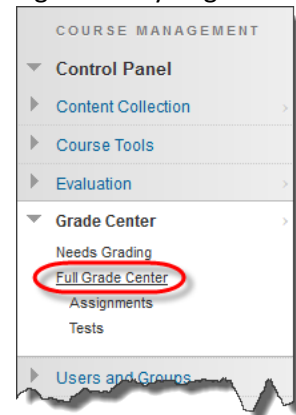 COURSE MANAGEMENT
Control Panel
Content Collection
Course Tools
Evaluation
Grade Center
Needs Grading
Full Grade Center
Assignments
Tests
Users and Groups